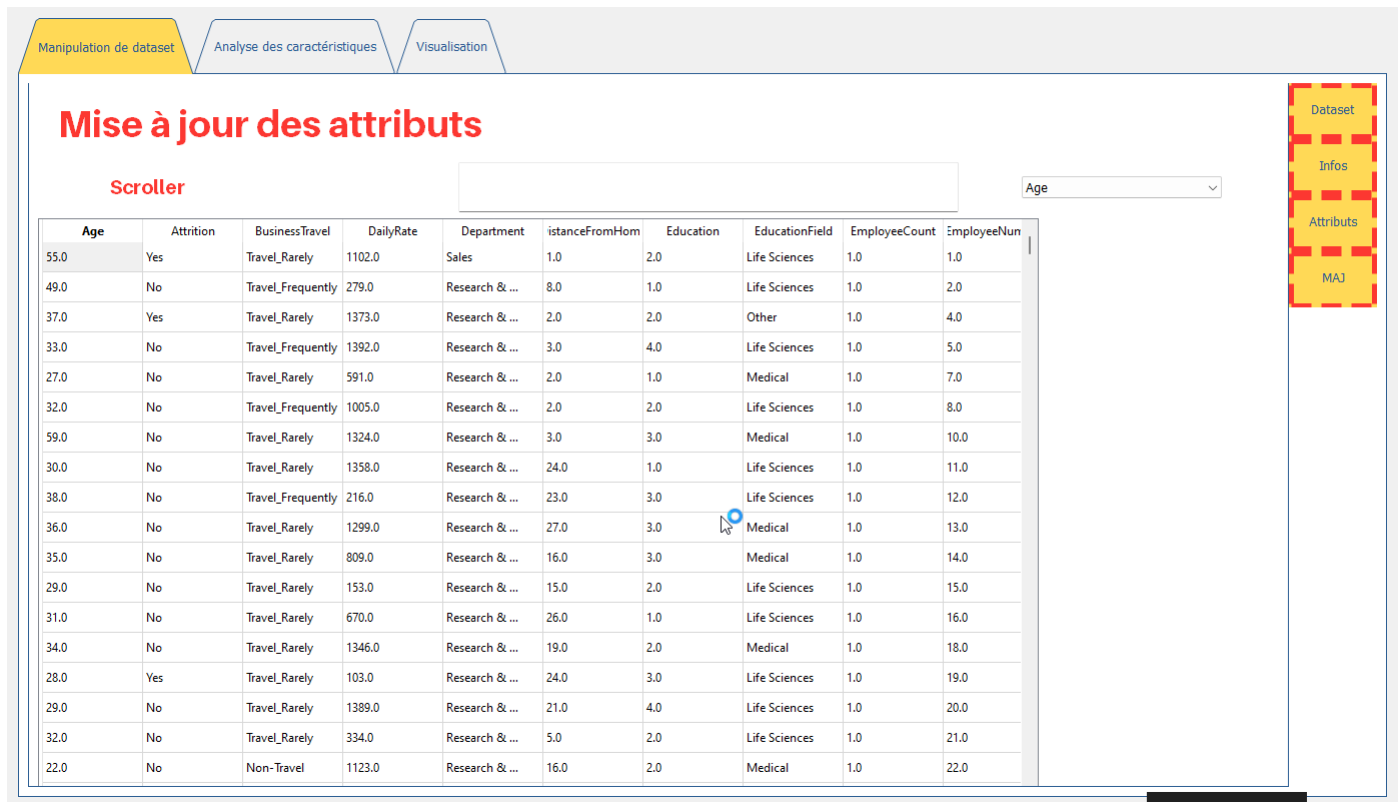 Manipulation de dataset Analyse des caractéristiques Visualisation
Mise à jour des attributs
Dataset
Infos
Attributs
MAJ
Scroller
Age
Age Attrition BusinessTravel DailyRate Department istanceFromHom Education EducationField EmployeeCount EmployeeNum
55.0 Yes Travel_Rarely 1102.0 Sales 1.0 2.0 Life Sciences 1.0 1.0
49.0 No Travel_Frequently 279.0 Research & ... 8.0 1.0 Life Sciences 1.0 2.0
37.0 Yes Travel_Rarely 1373.0 Research & ... 2.0 2.0 Other 1.0 4.0
33.0 No Travel_Frequently 1392.0 Research & ... 3.0 4.0 Life Sciences 1.0 5.0
27.0 No Travel_Rarely 591.0 Research & ... 2.0 1.0 Medical 1.0 7.0
32.0 No Travel_Frequently 1005.0 Research & ... 2.0 2.0 Life Sciences 1.0 8.0
59.0 No Travel_Rarely 1324.0 Research & ... 3.0 3.0 Medical 1.0 10.0
30.0 No Travel_Rarely 1358.0 Research & ... 24.0 1.0 Life Sciences 1.0 11.0
38.0 No Travel_Frequently 216.0 Research & ... 23.0 3.0 Life Sciences 1.0 12.0
36.0 No Travel_Rarely 1299.0 Research & ... 27.0 3.0 Medical 1.0 13.0
35.0 No Travel_Rarely 809.0 Research & ... 16.0 3.0 Medical 1.0 14.0
29.0 No Travel_Rarely 153.0 Research & ... 15.0 2.0 Life Sciences 1.0 15.0
31.0 No Travel_Rarely 670.0 Research & ... 26.0 1.0 Life Sciences 1.0 16.0
34.0 No Travel_Rarely 1346.0 Research & ... 19.0 2.0 Medical 1.0 18.0
28.0 Yes Travel_Rarely 103.0 Research & ... 24.0 3.0 Life Sciences 1.0 19.0
29.0 No Travel_Rarely 1389.0 Research & ... 21.0 4.0 Life Sciences 1.0 20.0
32.0 No Travel_Rarely 334.0 Research & ... 5.0 2.0 Life Sciences 1.0 21.0
22.0 No Non-Travel 1123.0 Research & ... 16.0 2.0 Medical 1.0 22.0